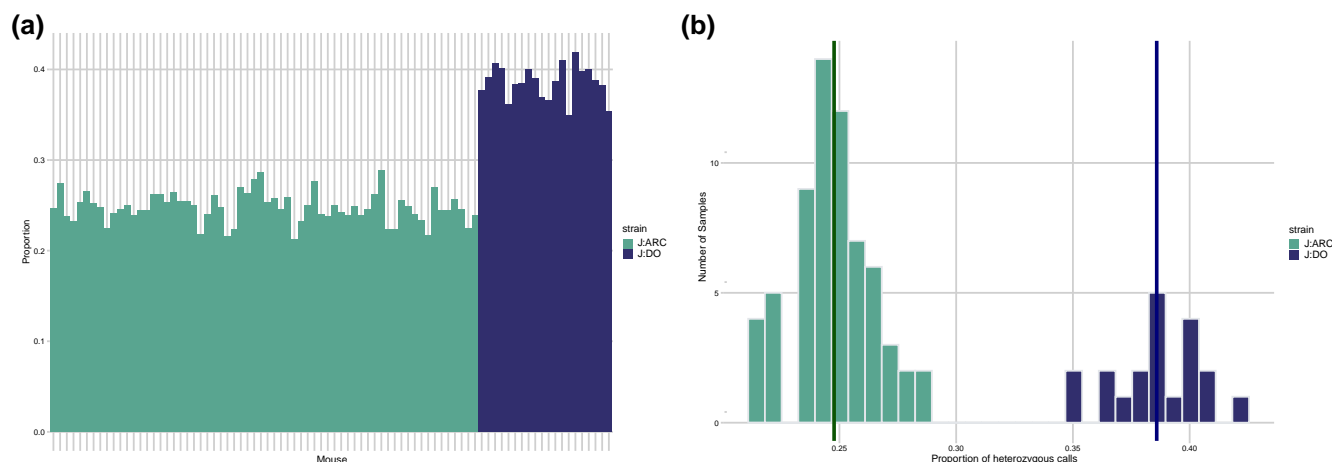 (a)
0.4
0.3
0.2
0.1
0.0
Proportion
Mouse
strain
J:ARC
J:DO
(b)
10
5
0
Number of Samples
0.25
0.30
0.35
0.40
Proportion of heterozygous calls
strain
J:ARC
J:DO